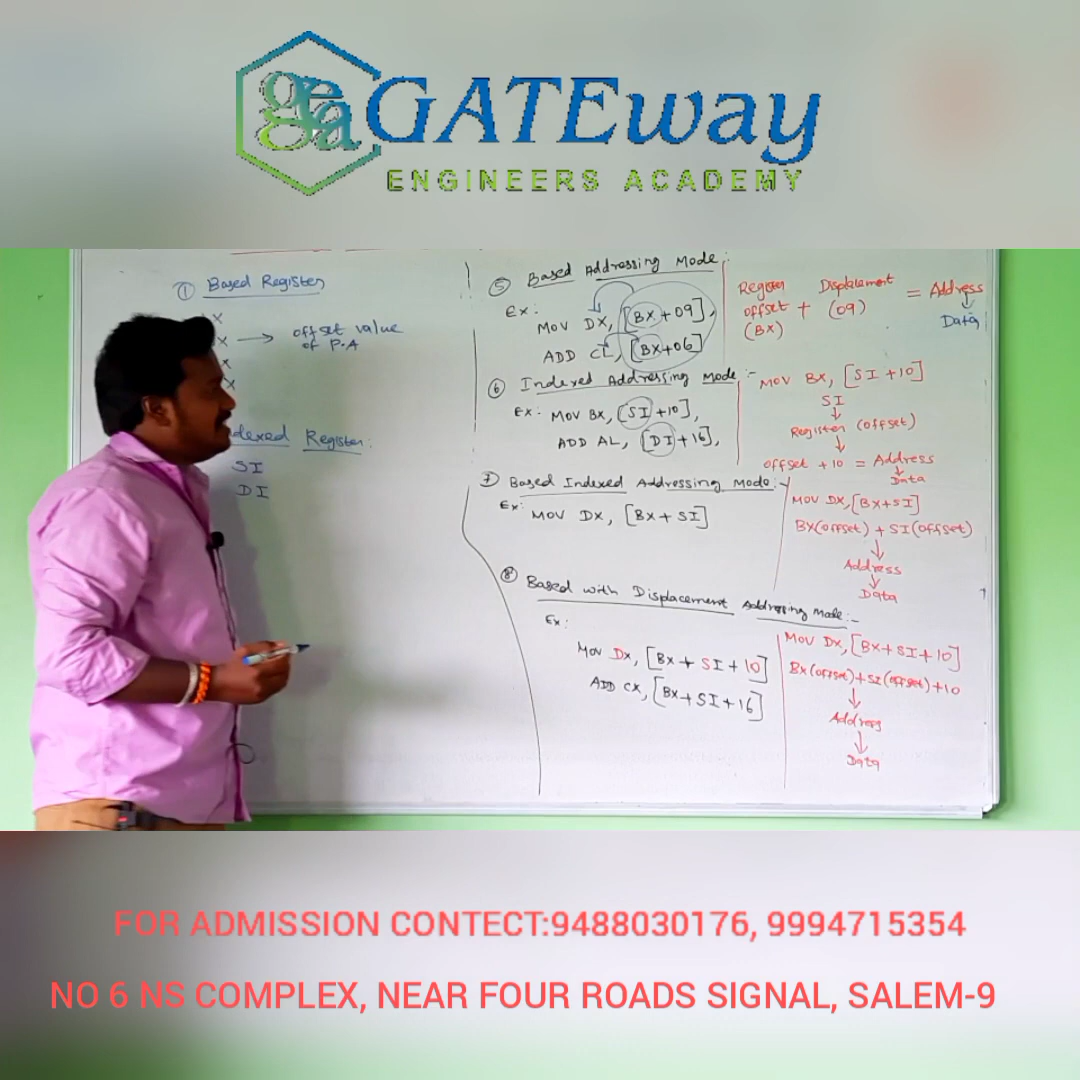 gea GATEway
ENGINEERS ACADEMY
① Based Register
X
X → offset value
of P.A
X
X
ndexed Register:
SI
DI
⑤ Based Addressing Mode:
Ex:
MOV DX, [BX+09],
ADD CL, [BX+06]
Register Displacement
offset + (09) = Address
(BX)
↓
Data
⑥ Indexed Addressing Mode:-
Ex: MOV BX, [SI+10],
ADD AL, [DI+16],
MOV BX, [SI+10]
SI
↓
Register (offset)
↓
offset +10 = Address
↓
Data
⑦ Based Indexed Addressing Mode:-
Ex:
MOV DX, [BX+SI]
MOV DX,[BX+SI]
BX(offset) + SI(offset)
↓
Address
↓
Data
⑧ Based with Displacement Addressing Mode:-
Ex:
MOV DX, [BX+SI+10]
ADD CX, [BX+SI+16]
MOV DX, [BX+SI+10]
BX(offset)+SI(offset)+10
↓
Address
↓
Data
FOR ADMISSION CONTECT:9488030176, 9994715354
NO 6 NS COMPLEX, NEAR FOUR ROADS SIGNAL, SALEM-9